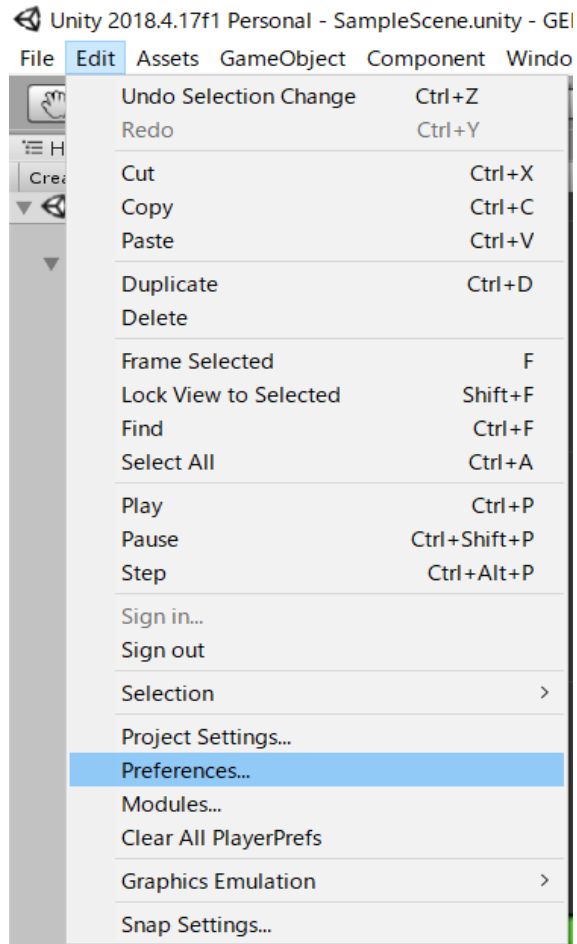 Unity 2018.4.17f1 Personal - SampleScene.unity - GE
File Edit Assets GameObject Component Windo
Undo Selection Change Ctrl+Z
Redo Ctrl+Y
H
Crea
Cut Ctrl+X
Copy Ctrl+C
Paste Ctrl+V
Duplicate Ctrl+D
Delete
Frame Selected F
Lock View to Selected Shift+F
Find Ctrl+F
Select All Ctrl+A
Play Ctrl+P
Pause Ctrl+Shift+P
Step Ctrl+Alt+P
Sign in...
Sign out
Selection >
Project Settings...
Preferences...
Modules...
Clear All PlayerPrefs
Graphics Emulation >
Snap Settings...